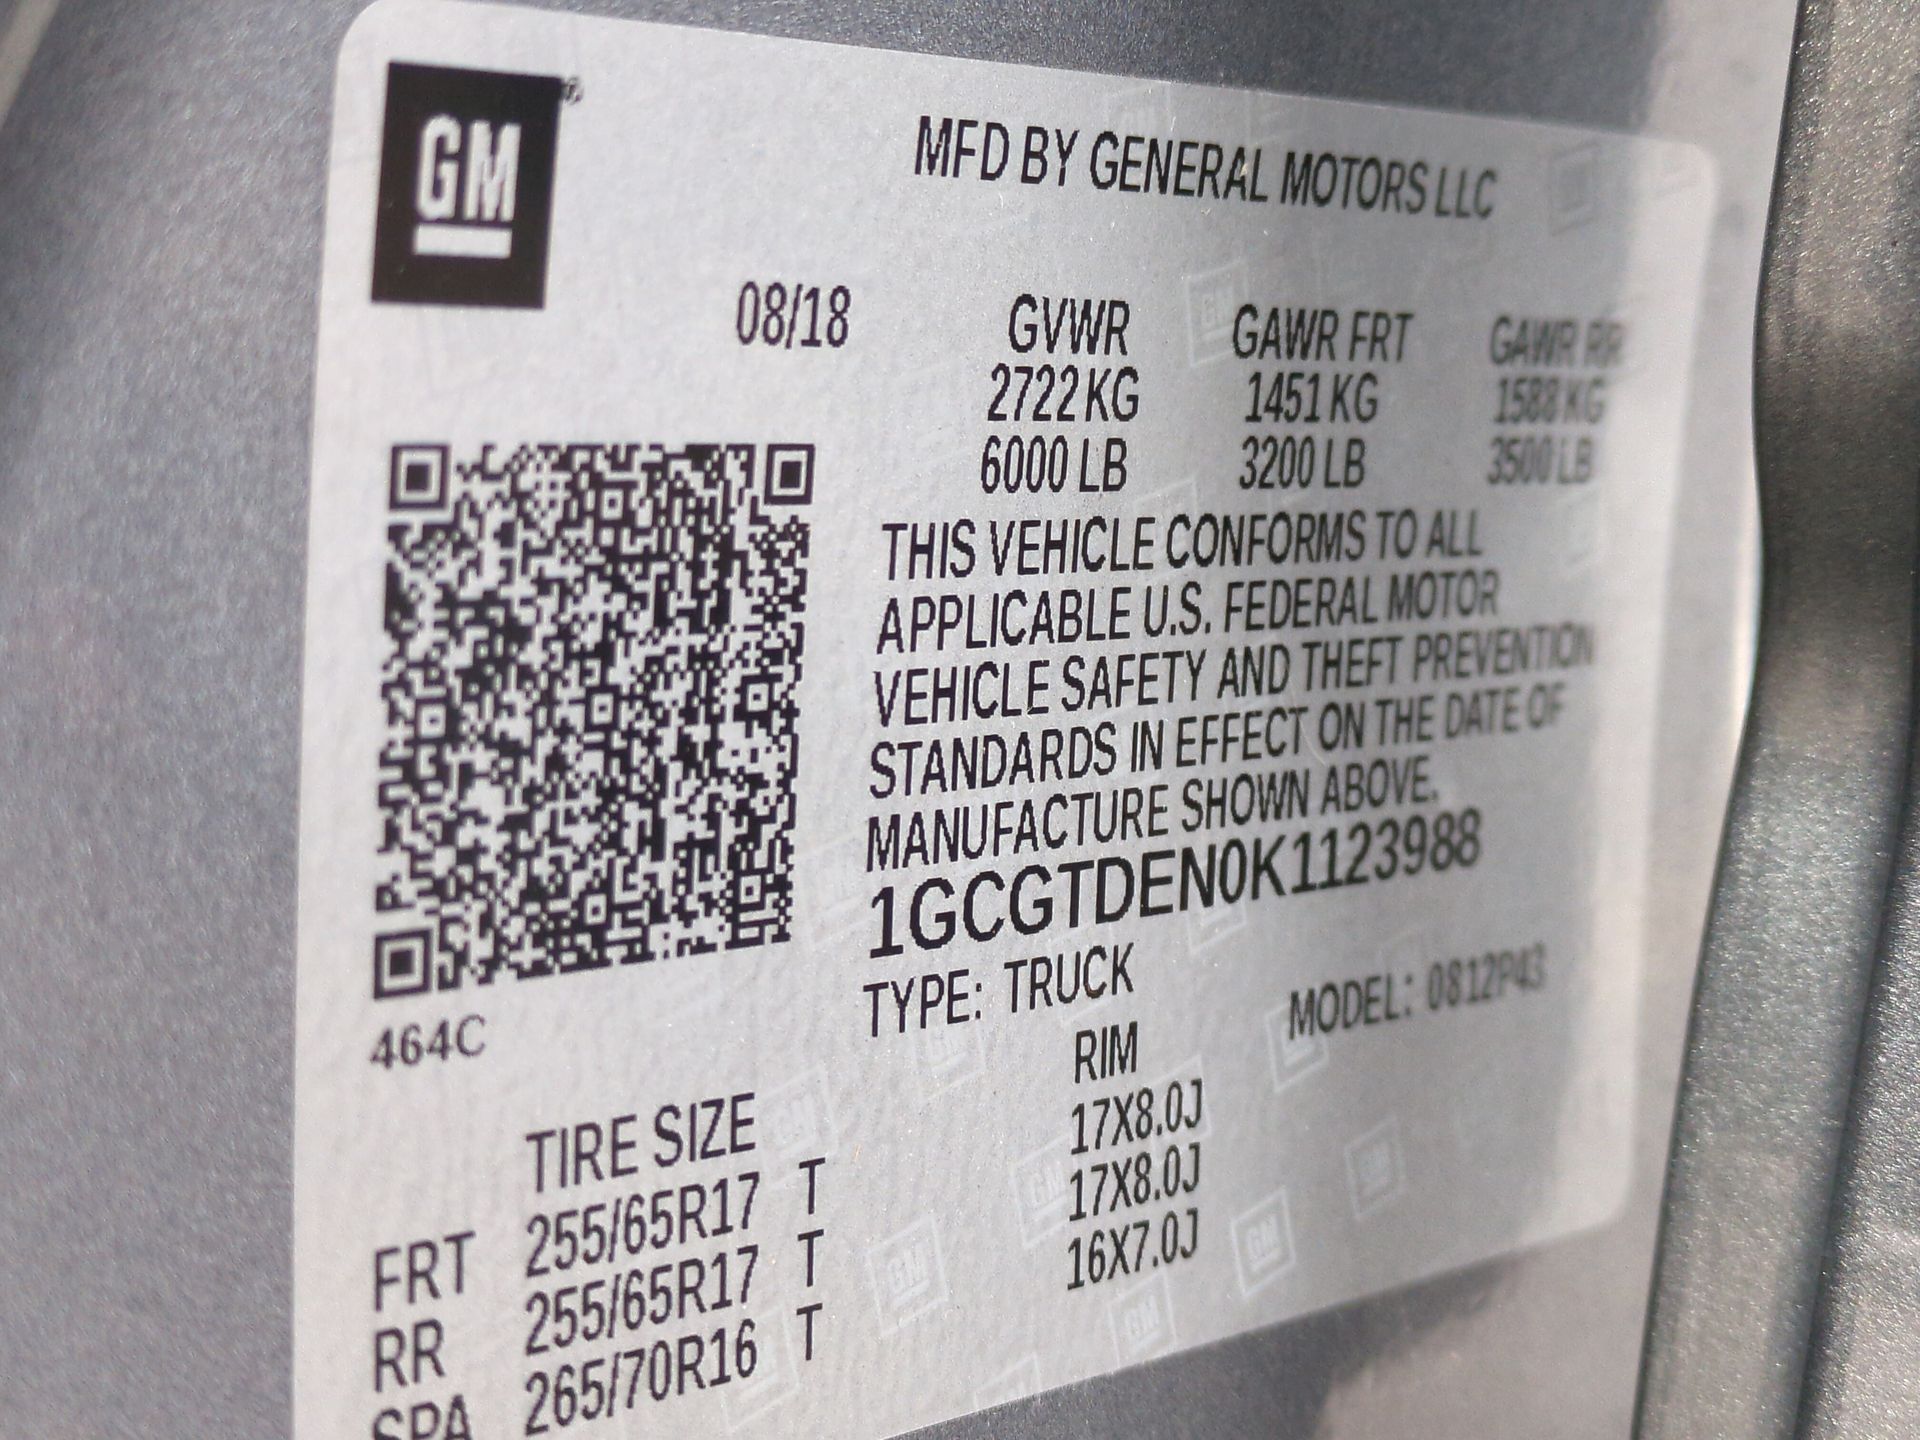 GM
MFD BY GENERAL MOTORS LLC
08/18 GVWR GAWR FRT GAWR RR
2722 KG 1451 KG 1588 KG
6000 LB 3200 LB 3500 LB
THIS VEHICLE CONFORMS TO ALL
APPLICABLE U.S. FEDERAL MOTOR
VEHICLE SAFETY AND THEFT PREVENTION
STANDARDS IN EFFECT ON THE DATE OF
MANUFACTURE SHOWN ABOVE.
1GCGTDEN0K1123988
TYPE: TRUCK MODEL: 0812P43
464C
TIRE SIZE RIM
FRT 255/65R17 T 17X8.0J
RR 255/65R17 T 17X8.0J
SPA 265/70R16 T 16X7.0J